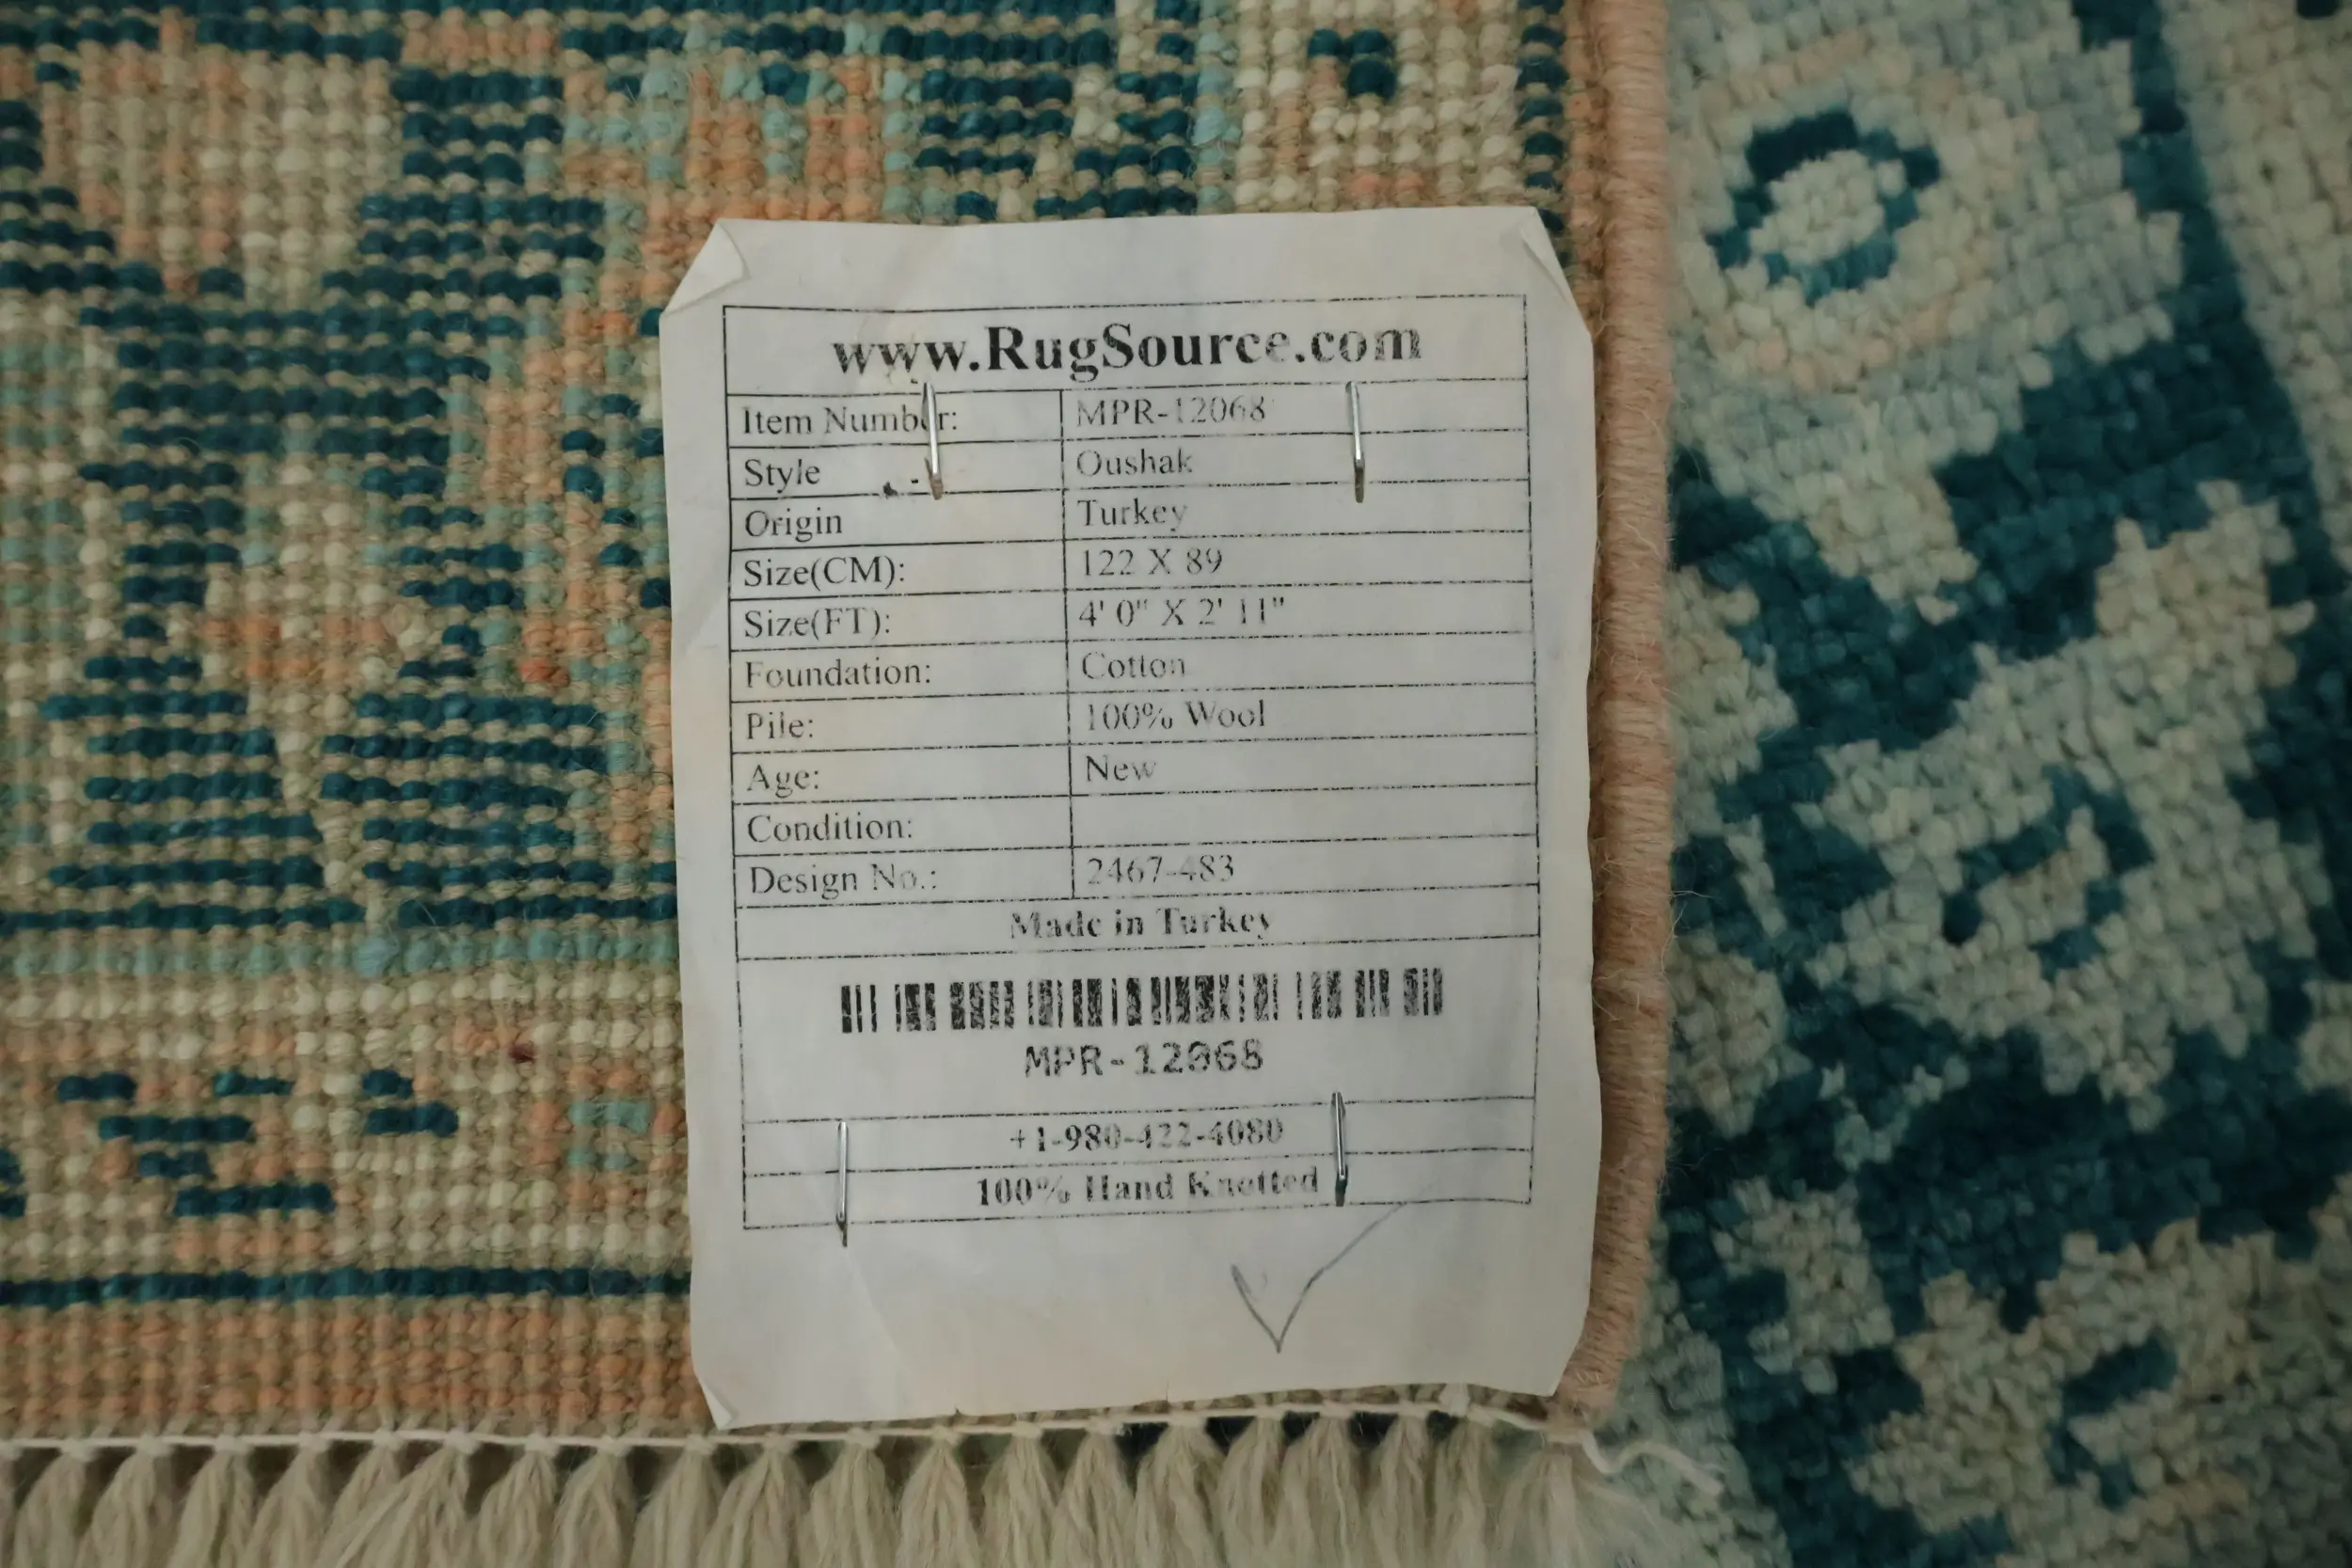 www.RugSource.com
Item Number: MPR-12068
Style Oushak
Origin Turkey
Size(CM): 122 X 89
Size(FT): 4' 0" X 2' 11"
Foundation: Cotton
Pile: 100% Wool
Age: New
Condition:
Design No.: 2467-483
Made in Turkey
MPR-12068
+1-980-422-4080
100% Hand Knotted